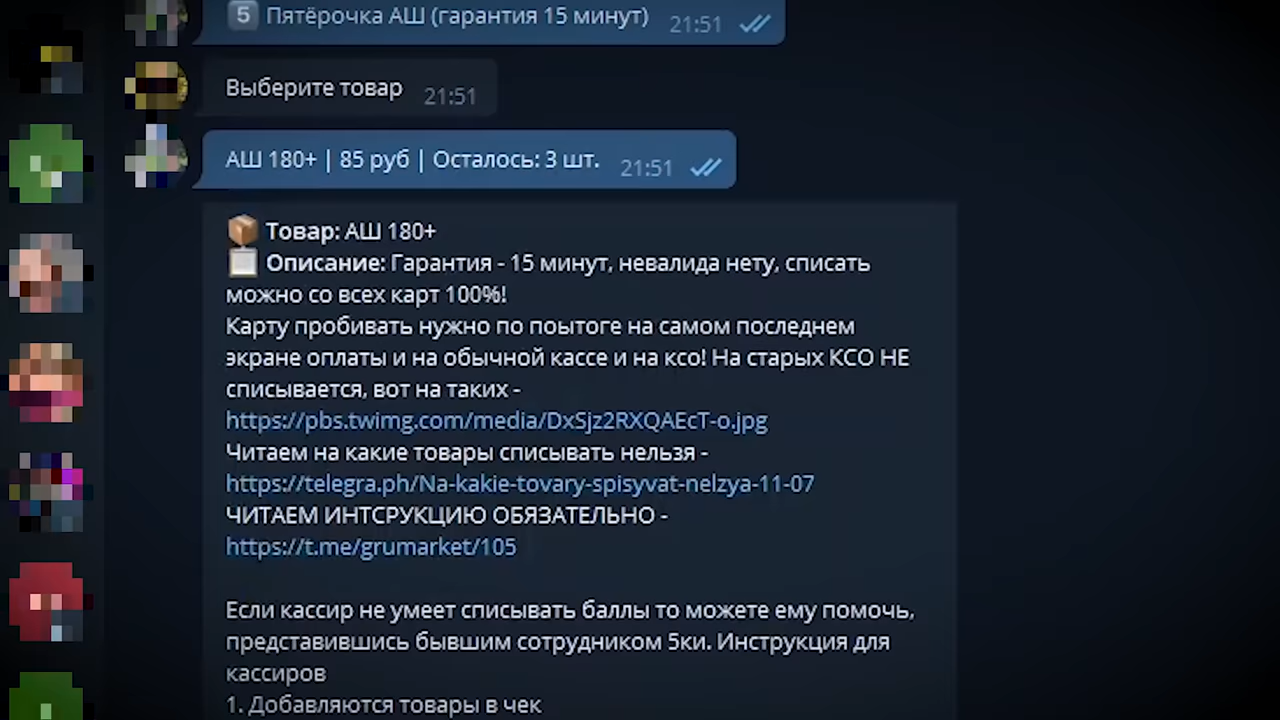 5 Пятёрочка АШ (гарантия 15 минут) 21:51
Выберите товар 21:51
АШ 180+ | 85 руб | Осталось: 3 шт. 21:51
Товар: АШ 180+
Описание: Гарантия - 15 минут, невалида нету, списать
можно со всех карт 100%!
Карту пробивать нужно по поытоге на самом последнем
экране оплаты и на обычной кассе и на ксо! На старых КСО НЕ
списывается, вот на таких -
https://pbs.twimg.com/media/DxSjz2RXQAEcT-o.jpg
Читаем на какие товары списывать нельзя -
https://telegra.ph/Na-kakie-tovary-spisyvat-nelzya-11-07
ЧИТАЕМ ИНТСРУКЦИЮ ОБЯЗАТЕЛЬНО -
https://t.me/grumarket/105
Если кассир не умеет списывать баллы то можете ему помочь,
представившись бывшим сотрудником 5ки. Инструкция для
кассиров
1. Добавляются товары в чек